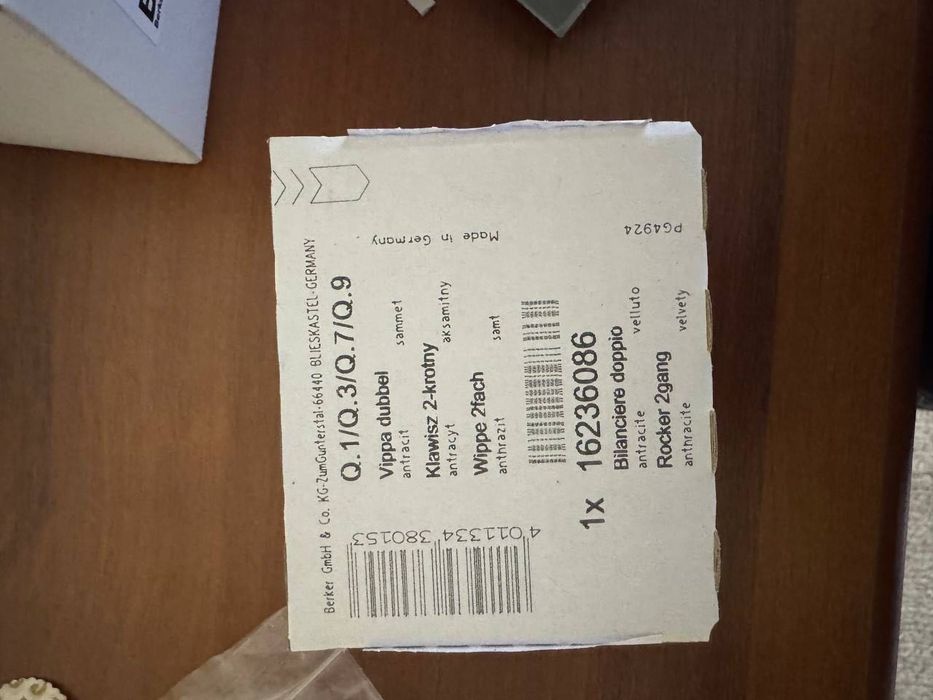 Berker GmbH & Co. KG-ZumGunterstal-66440 BLIESKASTEL-GERMANY
Q.1/Q.3/Q.7/Q.9
Vippa dubbel
antracit sammet
Klawisz 2-krotny
antracyt aksamitny
Wippe 2fach
anthrazit samt
Made in Germany
4 011334 380153
1x 16236086
Bilanciere doppio
antracite velluto
Rocker 2gang
anthracite velvety
PG4924